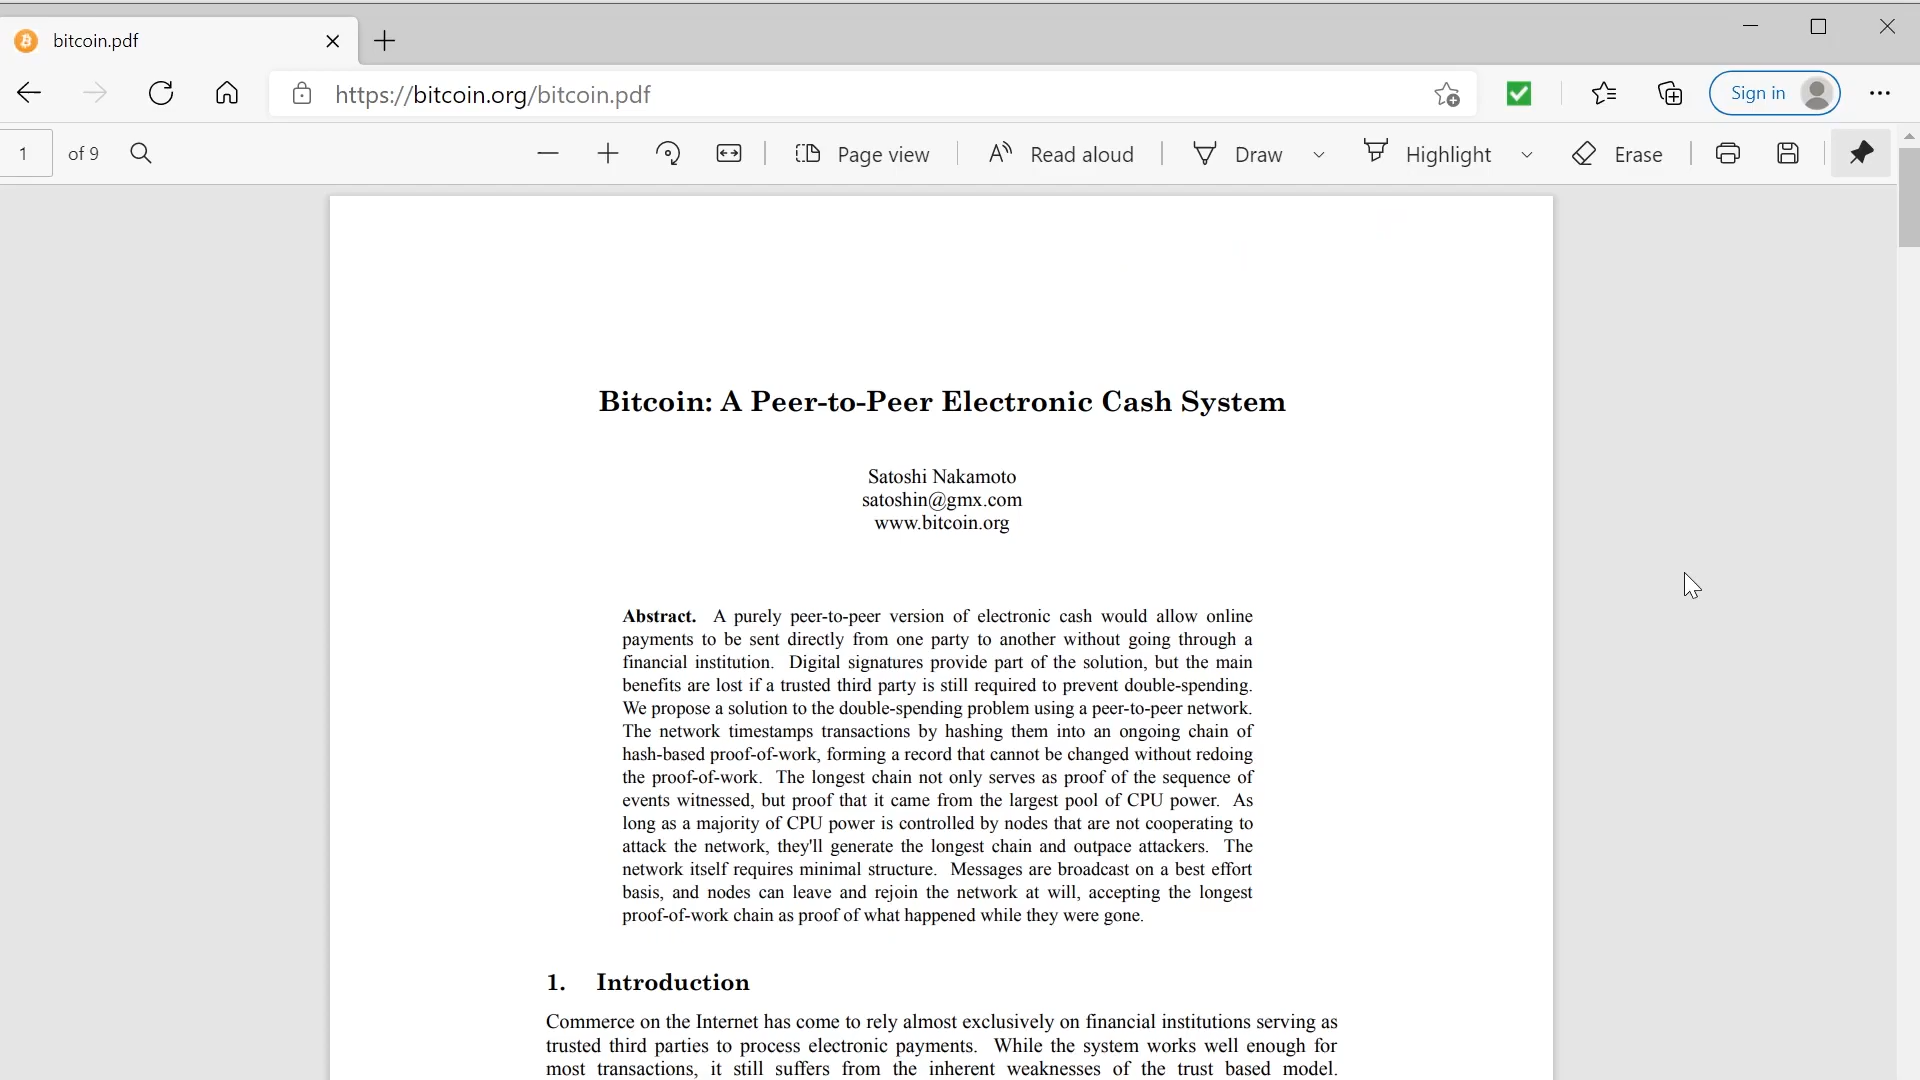 bitcoin.pdf
https://bitcoin.org/bitcoin.pdf
Sign in
1 of 9
Page view
Read aloud
Draw
Highlight
Erase
Bitcoin: A Peer-to-Peer Electronic Cash System
Satoshi Nakamoto
satoshin@gmx.com
www.bitcoin.org
Abstract. A purely peer-to-peer version of electronic cash would allow online
payments to be sent directly from one party to another without going through a
financial institution. Digital signatures provide part of the solution, but the main
benefits are lost if a trusted third party is still required to prevent double-spending.
We propose a solution to the double-spending problem using a peer-to-peer network.
The network timestamps transactions by hashing them into an ongoing chain of
hash-based proof-of-work, forming a record that cannot be changed without redoing
the proof-of-work. The longest chain not only serves as proof of the sequence of
events witnessed, but proof that it came from the largest pool of CPU power. As
long as a majority of CPU power is controlled by nodes that are not cooperating to
attack the network, they'll generate the longest chain and outpace attackers. The
network itself requires minimal structure. Messages are broadcast on a best effort
basis, and nodes can leave and rejoin the network at will, accepting the longest
proof-of-work chain as proof of what happened while they were gone.
1. Introduction
Commerce on the Internet has come to rely almost exclusively on financial institutions serving as
trusted third parties to process electronic payments. While the system works well enough for
most transactions, it still suffers from the inherent weaknesses of the trust based model.